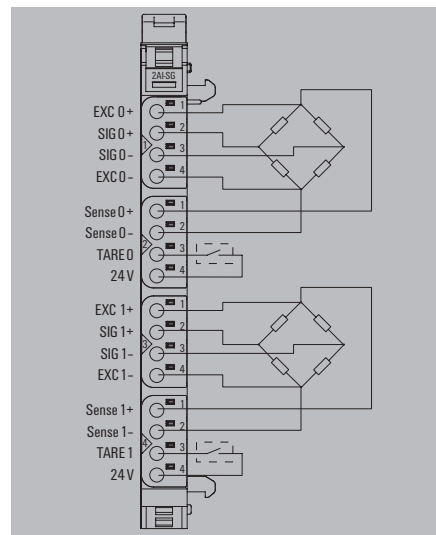 2AI-SG
EXC 0+ 1
SIG 0+ 2
1
SIG 0– 3
EXC 0– 4
Sense 0+ 1
Sense 0– 2
2
TARE 0 3
24 V 4
EXC 1+ 1
SIG 1+ 2
3
SIG 1– 3
EXC 1– 4
Sense 1+ 1
Sense 1– 2
4
TARE 1 3
24 V 4